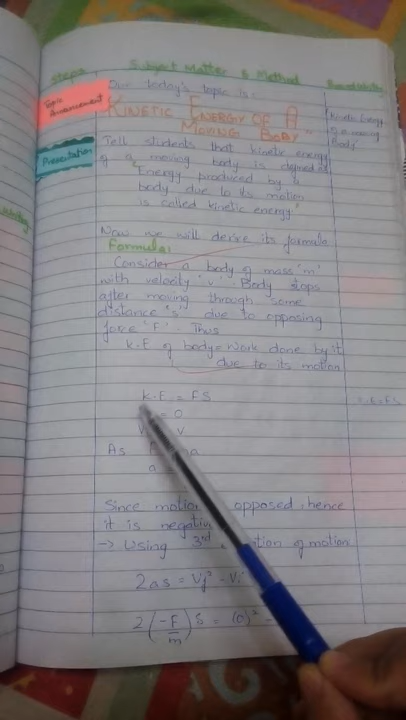 Steps Subject Matter & Method
Our today's topic is:-
Topic
Announcement
KINETIC ENERGY OF A
MOVING BODY"
Kinetic Energy
of a moving
Body
Presentation
Tell students that kinetic energy
of a moving body is defined as
"Energy produced by a
body due to its motion
is called kinetic energy"
Now we will derive its formula
Formula:
Consider a body of mass 'm'
with velocity 'v'. Body stops
after moving through some
distance 's' due to opposing
force 'F'. Thus
K.E of body = Work done by it
due to its motion
K.E = FS
= 0
v
As F a
a =
Since motion opposed, hence
it is negative
→ Using 3rd motion
2as = Vf² - Vi²
2(-F/m) S = (0)² -